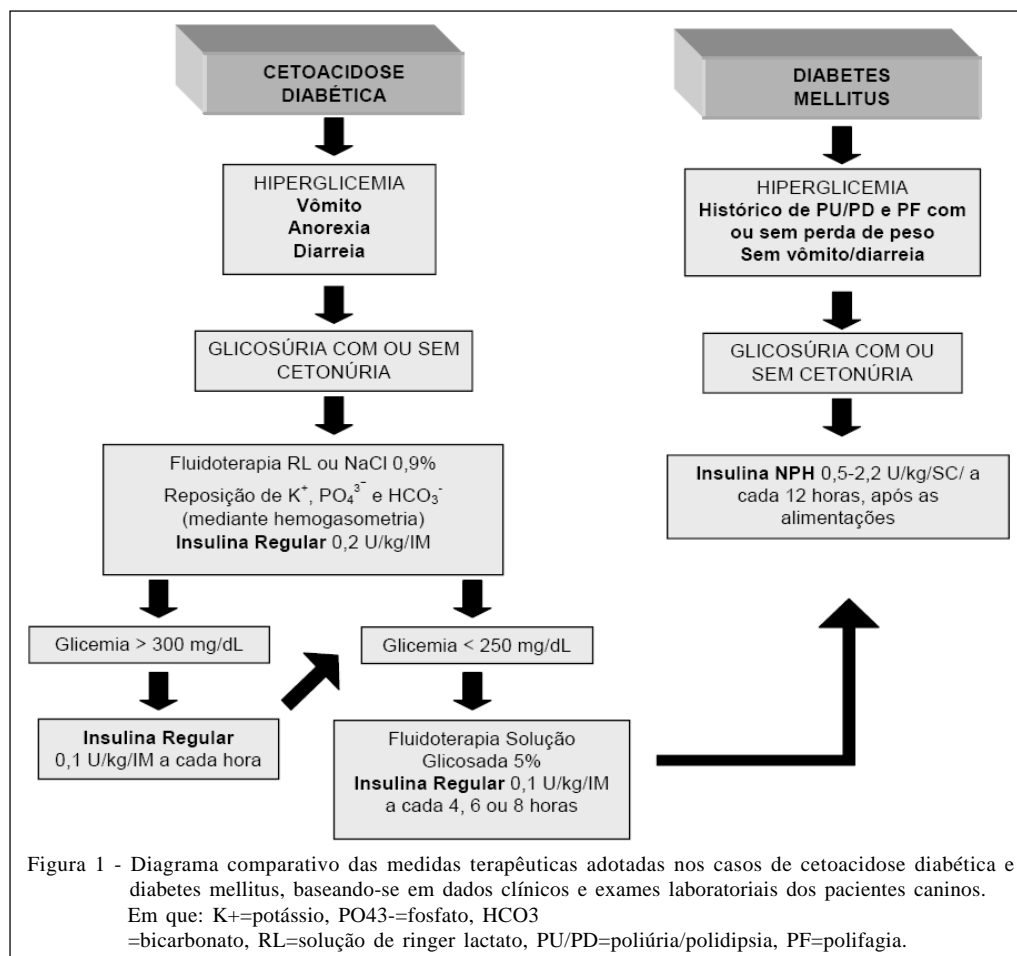 CETOACIDOSE
DIABÉTICA
HIPERGLICEMIA
Vômito
Anorexia
Diarreia
GLICOSÚRIA COM OU SEM
CETONÚRIA
Fluidoterapia RL ou NaCl 0,9%
Reposição de K⁺, PO₄³⁻ e HCO₃⁻
(mediante hemogasometria)
Insulina Regular 0,2 U/kg/IM
Glicemia > 300 mg/dL
Insulina Regular
0,1 U/kg/IM a cada hora
Glicemia < 250 mg/dL
Fluidoterapia Solução
Glicosada 5%
Insulina Regular 0,1 U/kg/IM
a cada 4, 6 ou 8 horas
DIABETES
MELLITUS
HIPERGLICEMIA
Histórico de PU/PD e PF com
ou sem perda de peso
Sem vômito/diarreia
GLICOSÚRIA COM OU
SEM CETONÚRIA
Insulina NPH 0,5-2,2 U/kg/SC/ a
cada 12 horas, após as
alimentações
Figura 1 - Diagrama comparativo das medidas terapêuticas adotadas nos casos de cetoacidose diabética e
diabetes mellitus, baseando-se em dados clínicos e exames laboratoriais dos pacientes caninos.
Em que: K+=potássio, PO43-=fosfato, HCO3
=bicarbonato, RL=solução de ringer lactato, PU/PD=poliúria/polidipsia, PF=polifagia.